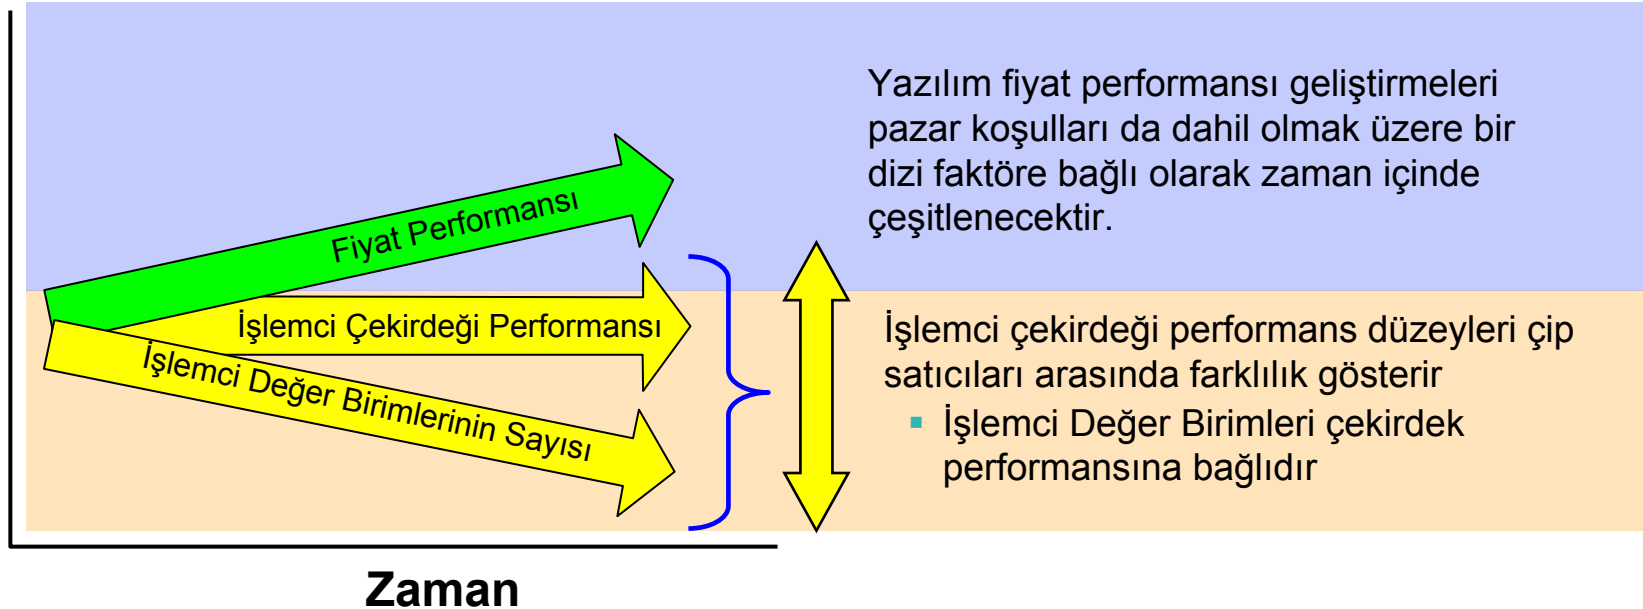 Yazılım fiyat performansı geliştirmeleri
pazar koşulları da dahil olmak üzere bir
dizi faktöre bağlı olarak zaman içinde
çeşitlenecektir.
Fiyat Performansı
İşlemci Çekirdeği Performansı
İşlemci Değer Birimlerinin Sayısı
İşlemci çekirdeği performans düzeyleri çip
satıcıları arasında farklılık gösterir
▪ İşlemci Değer Birimleri çekirdek
performansına bağlıdır
Zaman